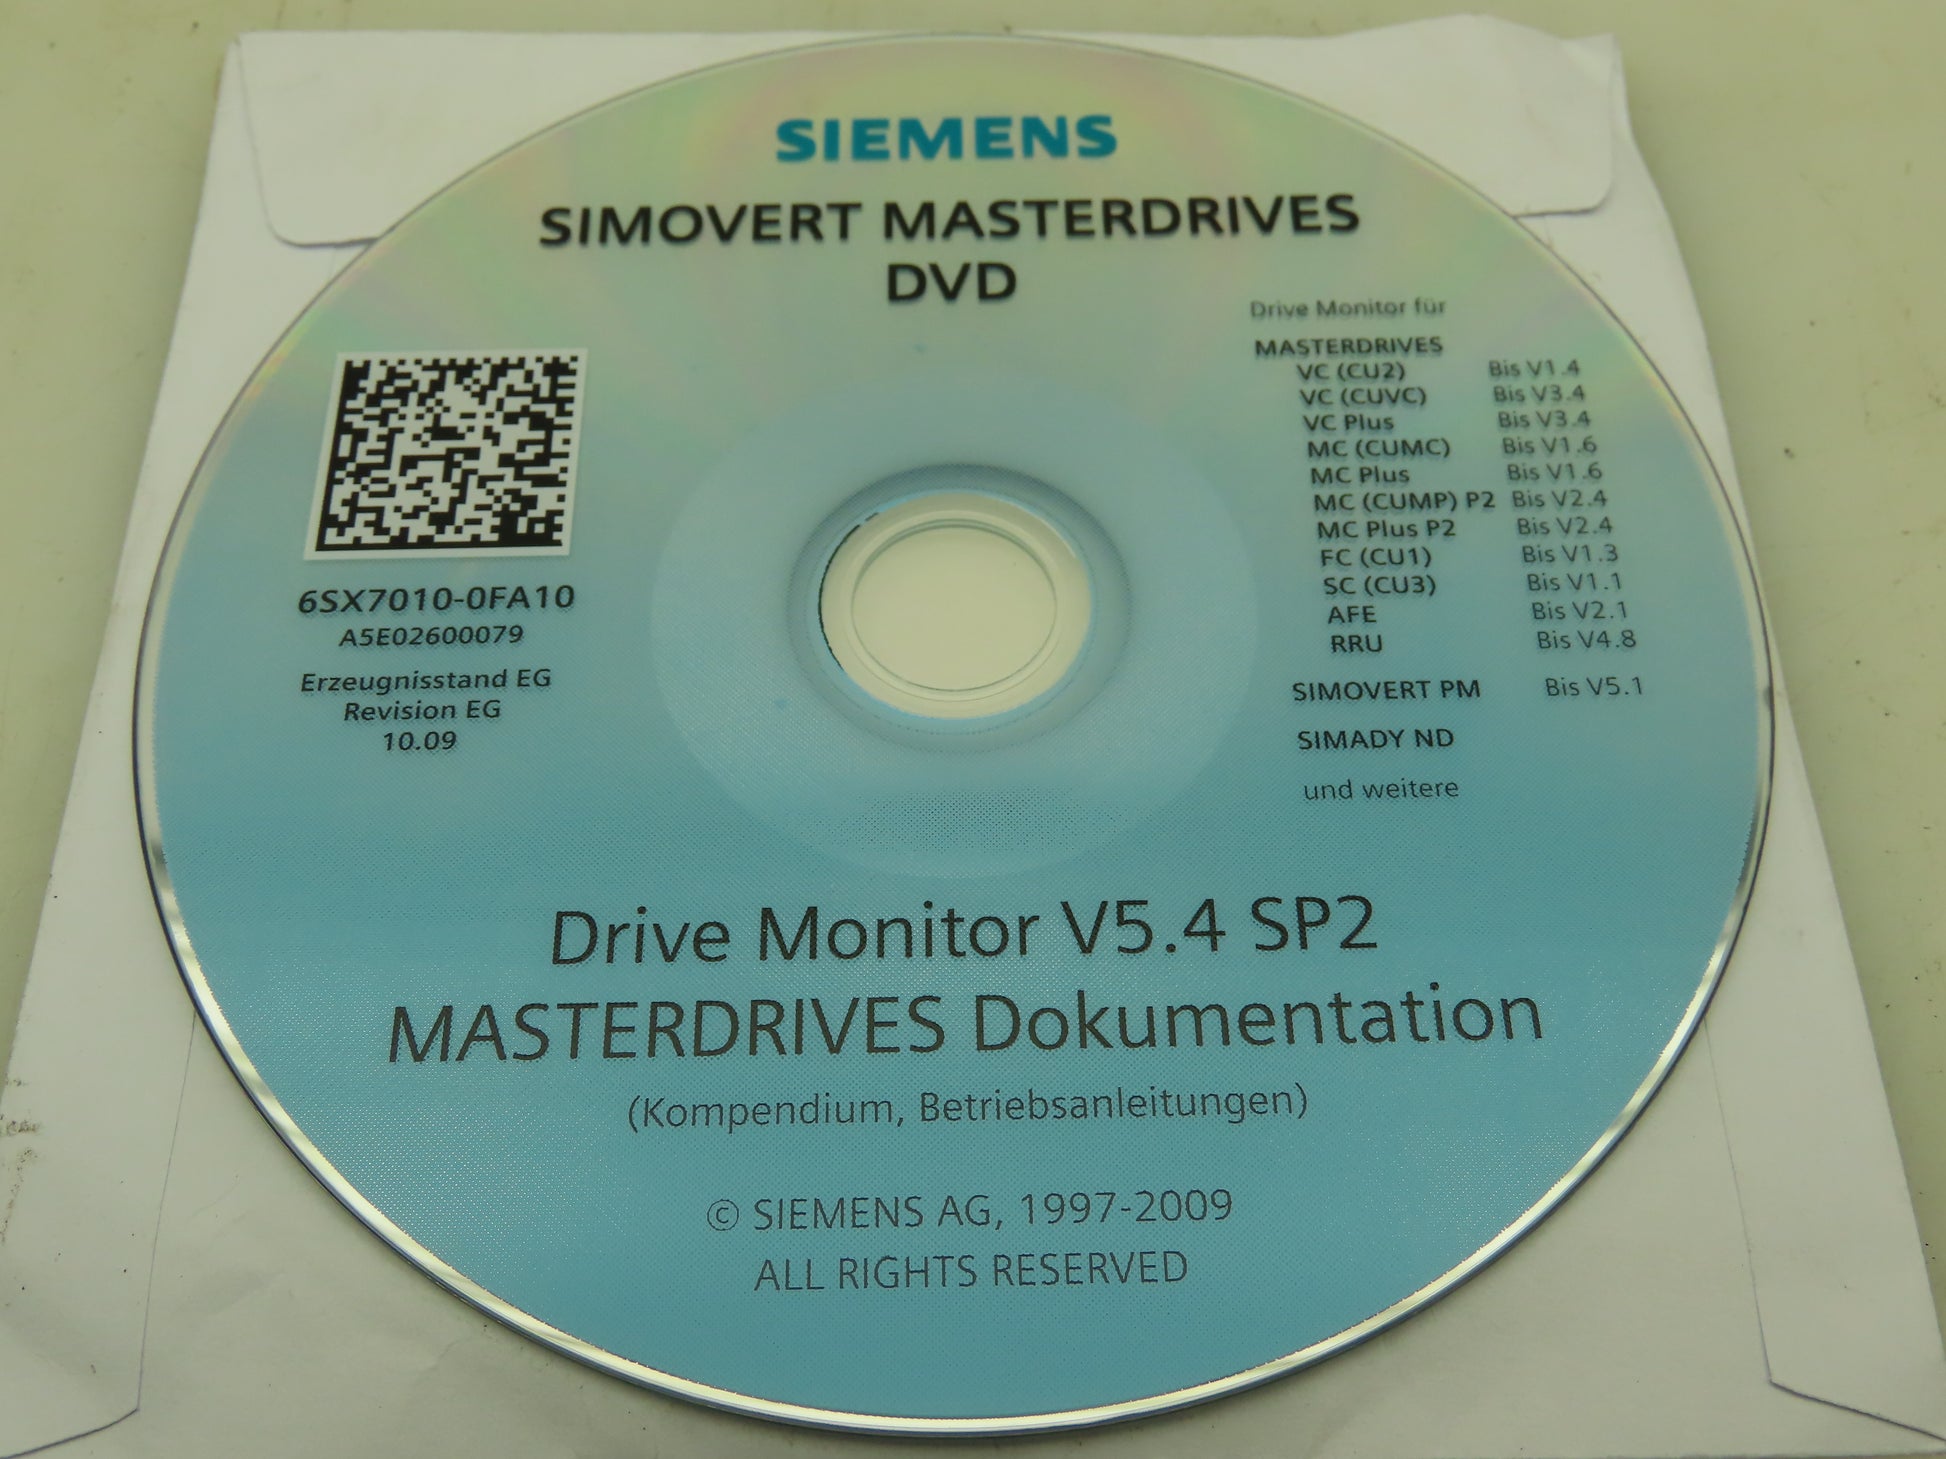 SIEMENS
SIMOVERT MASTERDRIVES
DVD
6SX7010-0FA10
A5E02600079
Erzeugnisstand EG
Revision EG
10.09
Drive Monitor für
MASTERDRIVES
VC (CU2) Bis V1.4
VC (CUVC) Bis V3.4
VC Plus Bis V3.4
MC (CUMC) Bis V1.6
MC Plus Bis V1.6
MC (CUMP) P2 Bis V2.4
MC Plus P2 Bis V2.4
FC (CU1) Bis V1.3
SC (CU3) Bis V1.1
AFE Bis V2.1
RRU Bis V4.8
SIMOVERT PM Bis V5.1
SIMADY ND
und weitere
Drive Monitor V5.4 SP2
MASTERDRIVES Dokumentation
(Kompendium, Betriebsanleitungen)
© SIEMENS AG, 1997-2009
ALL RIGHTS RESERVED